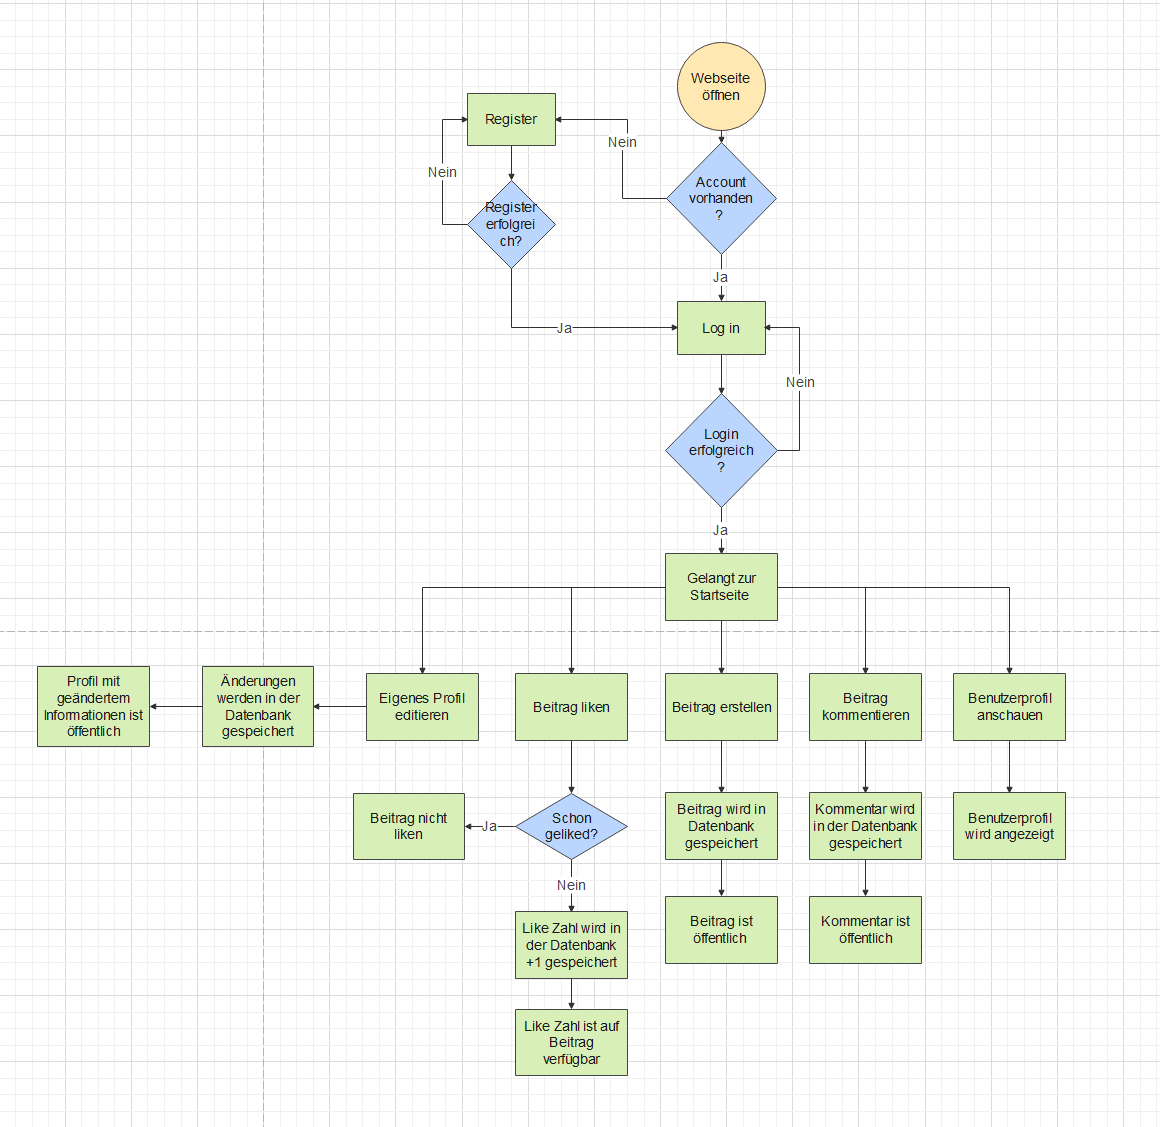 Webseite
öffnen
Register
Nein
Account
vorhanden
?
Nein
Register
erfolgrei
ch?
Ja
Log in
Ja
Nein
Login
erfolgreich
?
Ja
Gelangt zur
Startseite
Profil mit
geändertem
Informationen ist
öffentlich
Änderungen
werden in der
Datenbank
gespeichert
Eigenes Profil
editieren
Beitrag liken
Beitrag erstellen
Beitrag
kommentieren
Benutzerprofil
anschauen
Beitrag nicht
liken
Ja
Schon
geliked?
Beitrag wird in
Datenbank
gespeichert
Kommentar wird
in der Datenbank
gespeichert
Benutzerprofil
wird angezeigt
Nein
Like Zahl wird in
der Datenbank
+1 gespeichert
Beitrag ist
öffentlich
Kommentar ist
öffentlich
Like Zahl ist auf
Beitrag
verfügbar